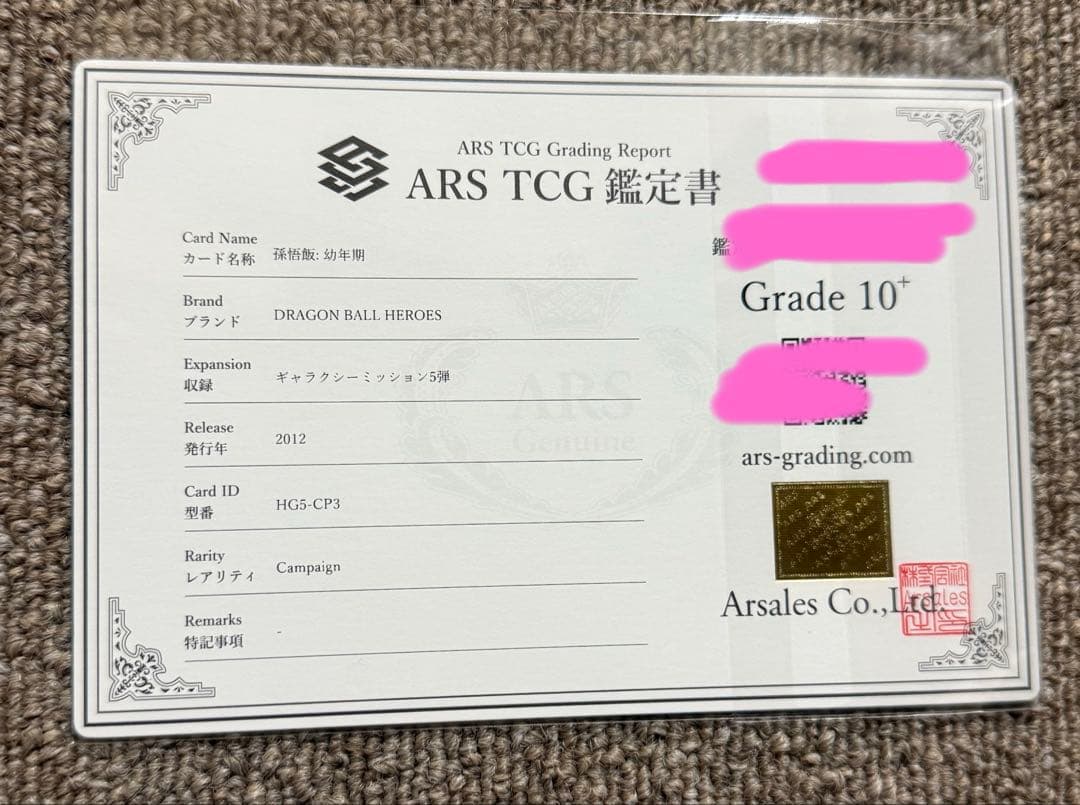 ARS TCG Grading Report
ARS TCG 鑑定書
Card Name
カード名称
孫悟飯: 幼年期
Brand
ブランド
DRAGON BALL HEROES
Expansion
収録
ギャラクシーミッション5弾
Release
発行年
2012
Card ID
型番
HG5-CP3
Rarity
レアリティ
Campaign
Remarks
特記事項
-
鑑
Grade 10+
ars-grading.com
Arsales Co.,Ltd.
ARS
Genuine